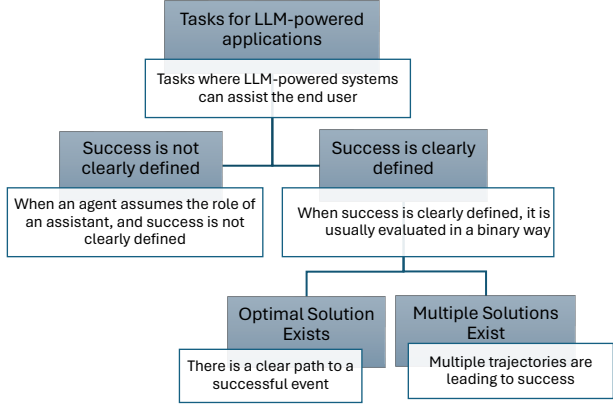 Tasks for LLM-powered
applications
Tasks where LLM-powered systems
can assist the end user
Success is not
clearly defined
When an agent assumes the role of
an assistant, and success is not
clearly defined
Success is clearly
defined
When success is clearly defined, it is
usually evaluated in a binary way
Optimal Solution
Exists
There is a clear path to a
successful event
Multiple Solutions
Exist
Multiple trajectories are
leading to success